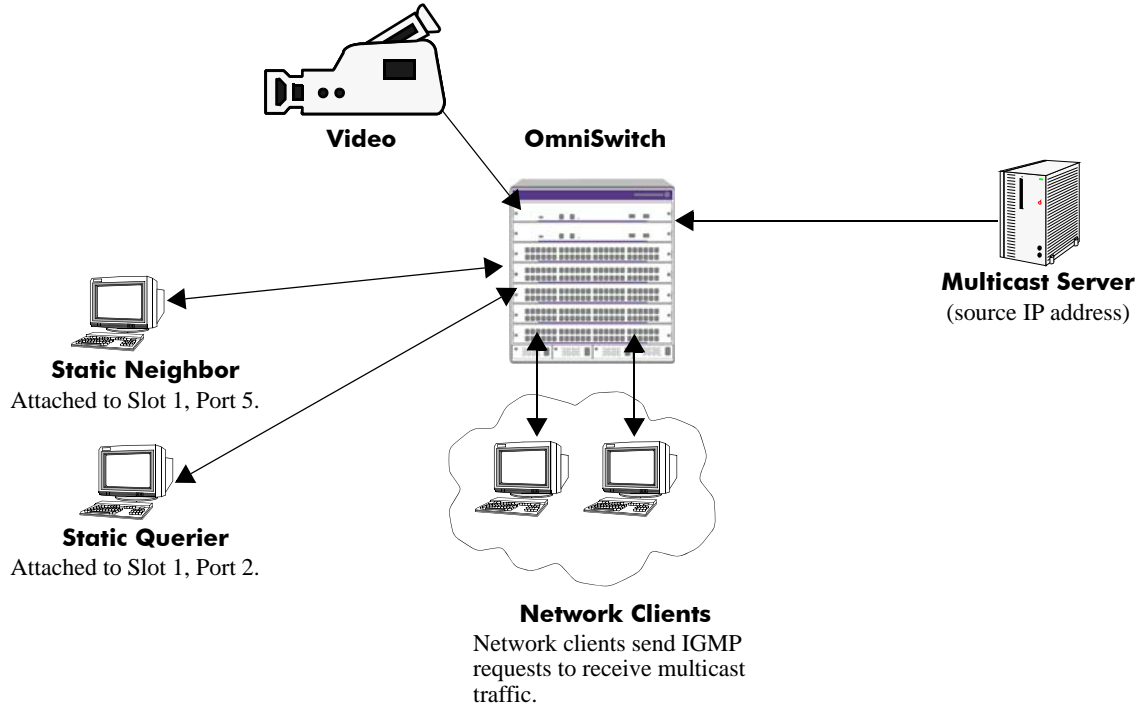 Video
OmniSwitch
Multicast Server
(source IP address)
Static Neighbor
Attached to Slot 1, Port 5.
Static Querier
Attached to Slot 1, Port 2.
Network Clients
Network clients send IGMP
requests to receive multicast
traffic.